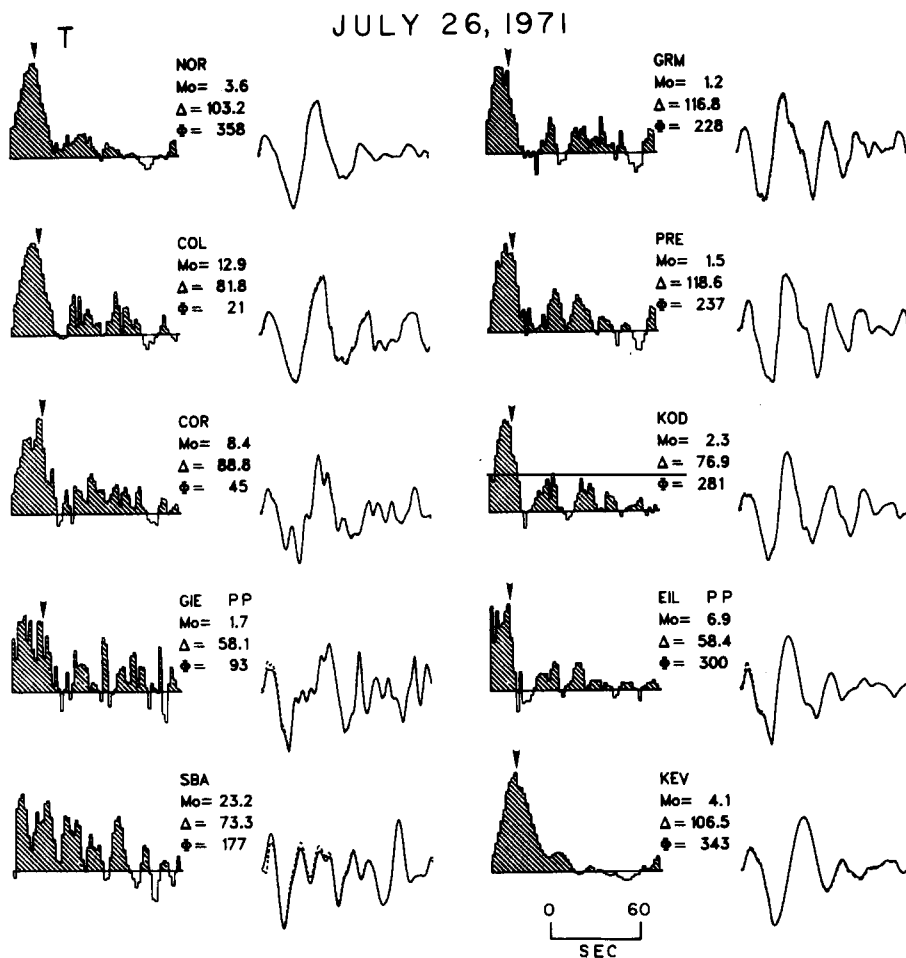 JULY 26, 1971
T
NOR
Mo= 3.6
Δ = 103.2
Φ = 358
COL
Mo= 12.9
Δ = 81.8
Φ = 21
COR
Mo= 8.4
Δ = 88.8
Φ = 45
GIE PP
Mo= 1.7
Δ = 58.1
Φ = 93
SBA
Mo= 23.2
Δ = 73.3
Φ = 177
GRM
Mo= 1.2
Δ = 116.8
Φ = 228
PRE
Mo= 1.5
Δ = 118.6
Φ = 237
KOD
Mo= 2.3
Δ = 76.9
Φ = 281
EIL PP
Mo= 6.9
Δ = 58.4
Φ = 300
KEV
Mo= 4.1
Δ = 106.5
Φ = 343
0 60
SEC